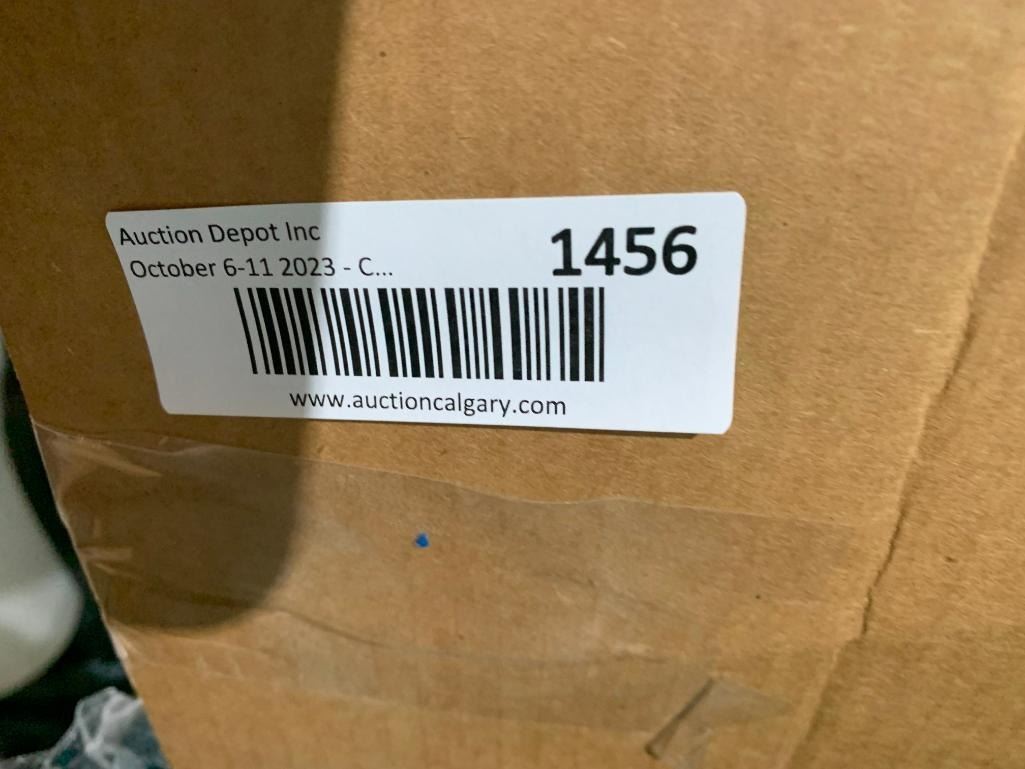 Auction Depot Inc
October 6-11 2023 - C...
1456
www.auctioncalgary.com